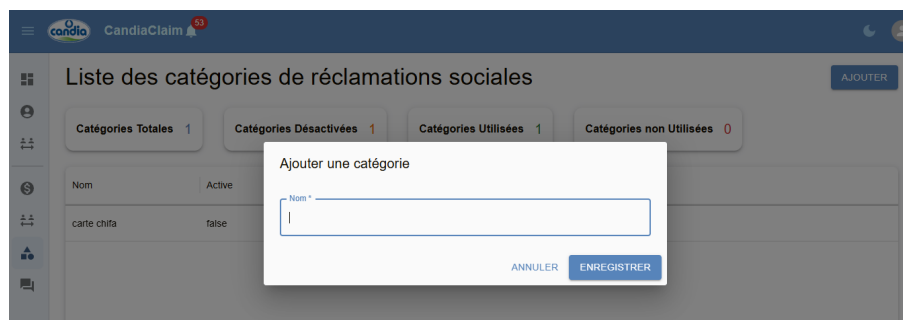 candia CandiaClaim 53
Liste des catégories de réclamations sociales
AJOUTER
Catégories Totales 1 Catégories Désactivées 1 Catégories Utilisées 1 Catégories non Utilisées 0
Ajouter une catégorie
Nom Active
Nom *
carte chifa false
ANNULER ENREGISTRER